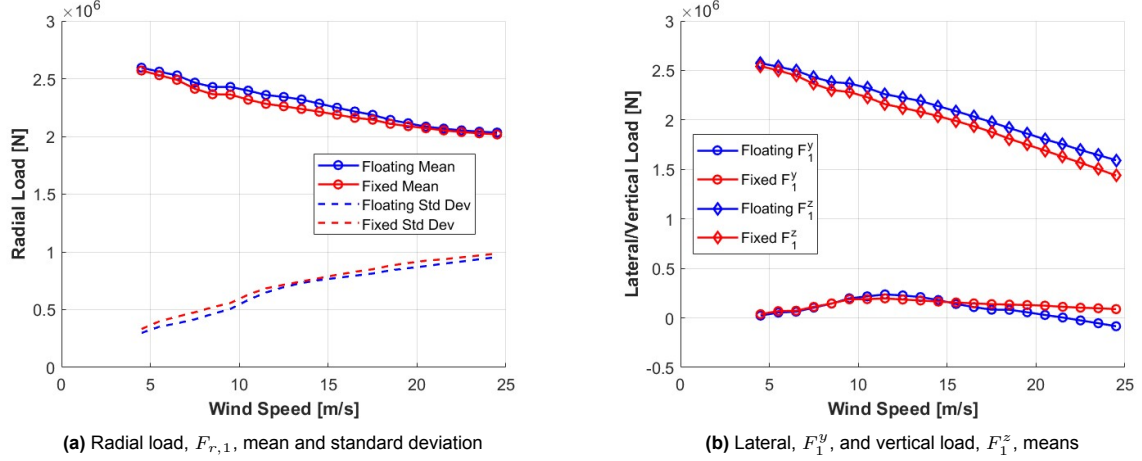 ×10⁶
3
2.5
2
1.5
1
0.5
0
0 5 10 15 20 25
Radial Load [N]
Wind Speed [m/s]
Floating Mean
Fixed Mean
Floating Std Dev
Fixed Std Dev
(a) Radial load, F_{r,1}, mean and standard deviation
×10⁶
3
2.5
2
1.5
1
0.5
0
-0.5
0 5 10 15 20 25
Lateral/Vertical Load [N]
Wind Speed [m/s]
Floating F_1^y
Fixed F_1^y
Floating F_1^z
Fixed F_1^z
(b) Lateral, F_1^y, and vertical load, F_1^z, means